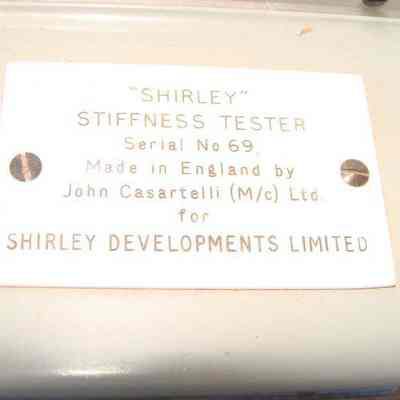 "SHIRLEY"
STIFFNESS TESTER
Serial No 69.
Made in England by
John Casartelli (M/c) Ltd.
for
SHIRLEY DEVELOPMENTS LIMITED